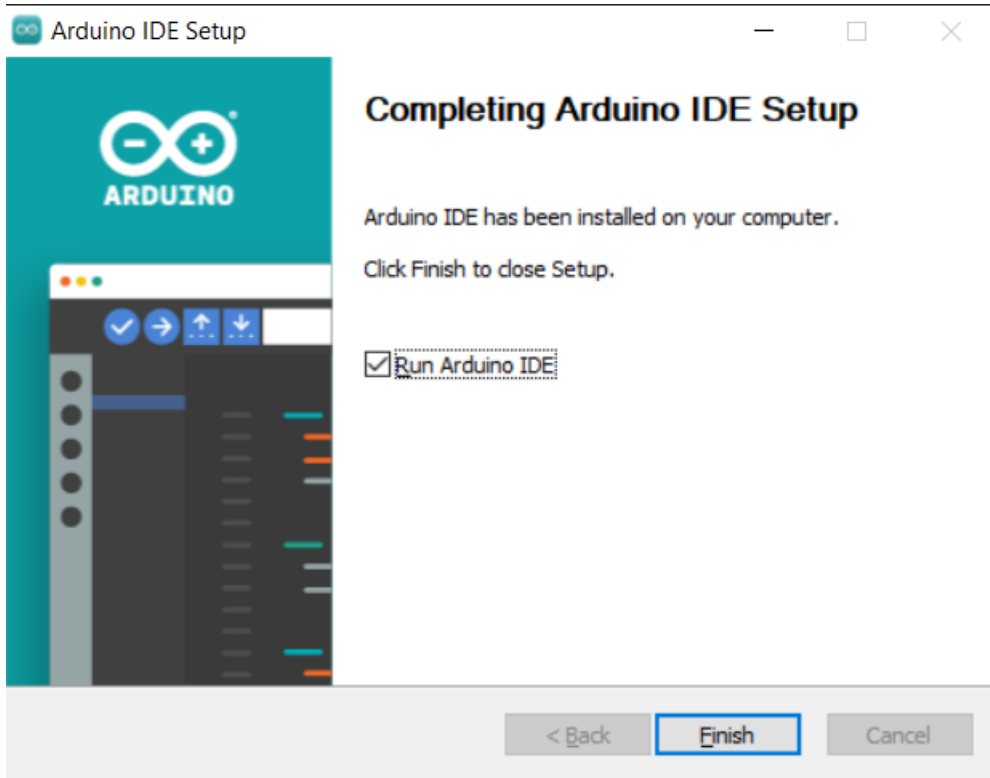 Arduino IDE Setup
ARDUINO
Completing Arduino IDE Setup
Arduino IDE has been installed on your computer.
Click Finish to close Setup.
Run Arduino IDE
< Back
Finish
Cancel